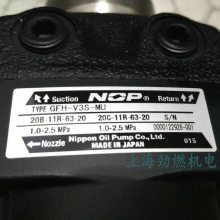 ↑ Suction NOP® Return ↑
TYPE GFH-V3S-MU
20B-11R-63-20 20C-11R-63-20 S/N
1.0-2.5 MPa 1.0-2.5 MPa 0000122926-007
← Nozzle Nippon Oil Pump Co., Ltd. 015
MADE IN JAPAN
上海劲燃机电